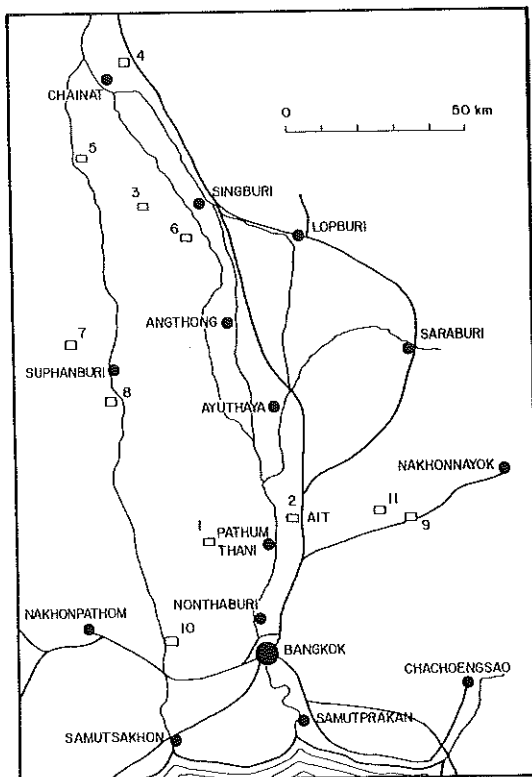 4
CHAINAT
0 50 km
5
3
SINGBURI
6
LOPBURI
ANGTHONG
7
SARABURI
SUPHANBURI
8
AYUTHAYA
NAKHONNAYOK
2
AIT
11
9
1
PATHUM
THANI
NONTHABURI
NAKHONPATHOM
10
BANGKOK
CHACHOENGSAO
SAMUTPRAKAN
SAMUTSAKHON